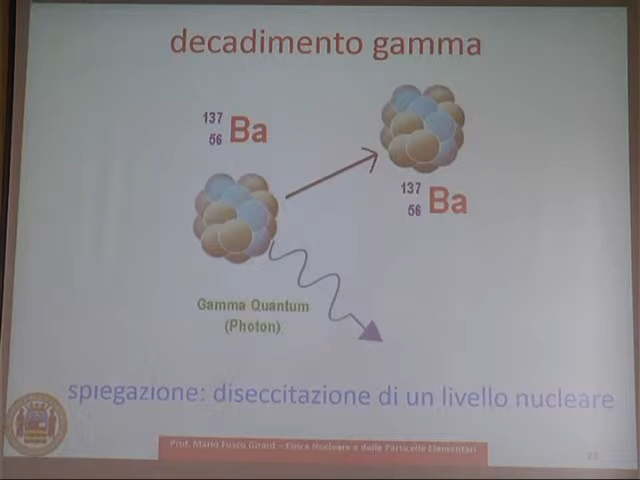 decadimento gamma
137
56 Ba
137
56 Ba
Gamma Quantum
(Photon)
spiegazione: diseccitazione di un livello nucleare
Prof. Mario Fusco Girard – Fisica Nucleare e delle Particelle Elementari